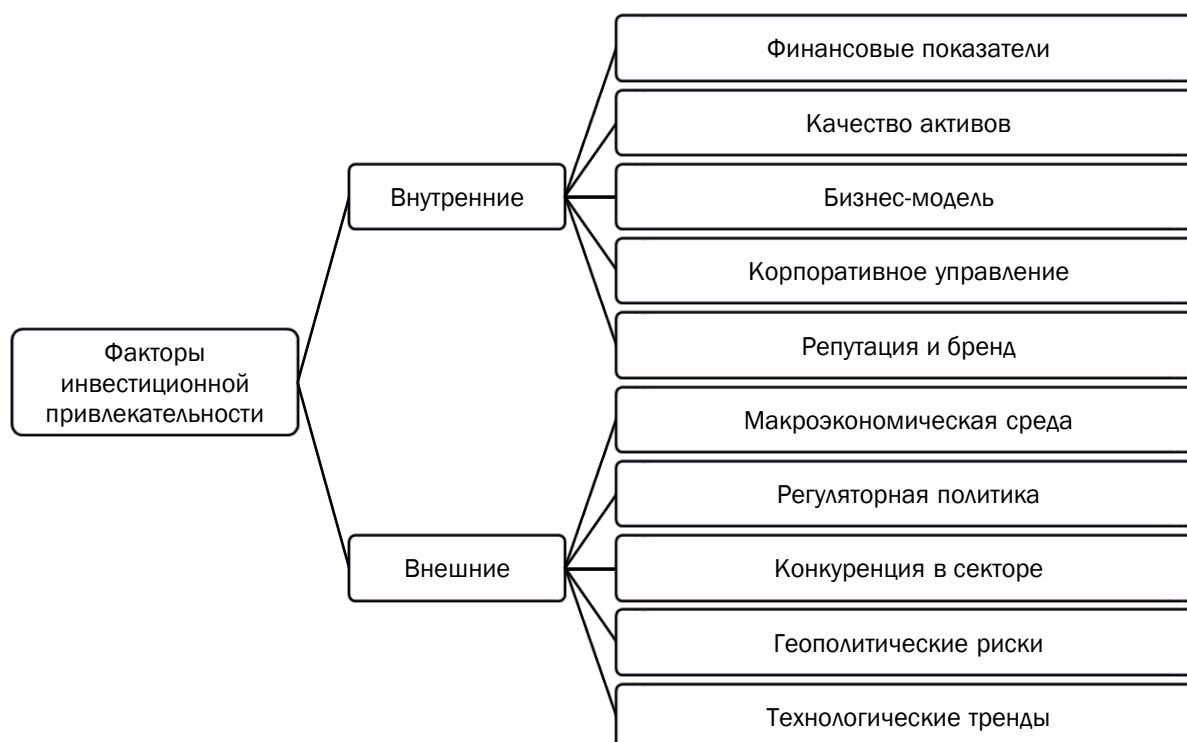 Факторы
инвестиционной
привлекательности
Внутренние
Финансовые показатели
Качество активов
Бизнес-модель
Корпоративное управление
Репутация и бренд
Внешние
Макроэкономическая среда
Регуляторная политика
Конкуренция в секторе
Геополитические риски
Технологические тренды